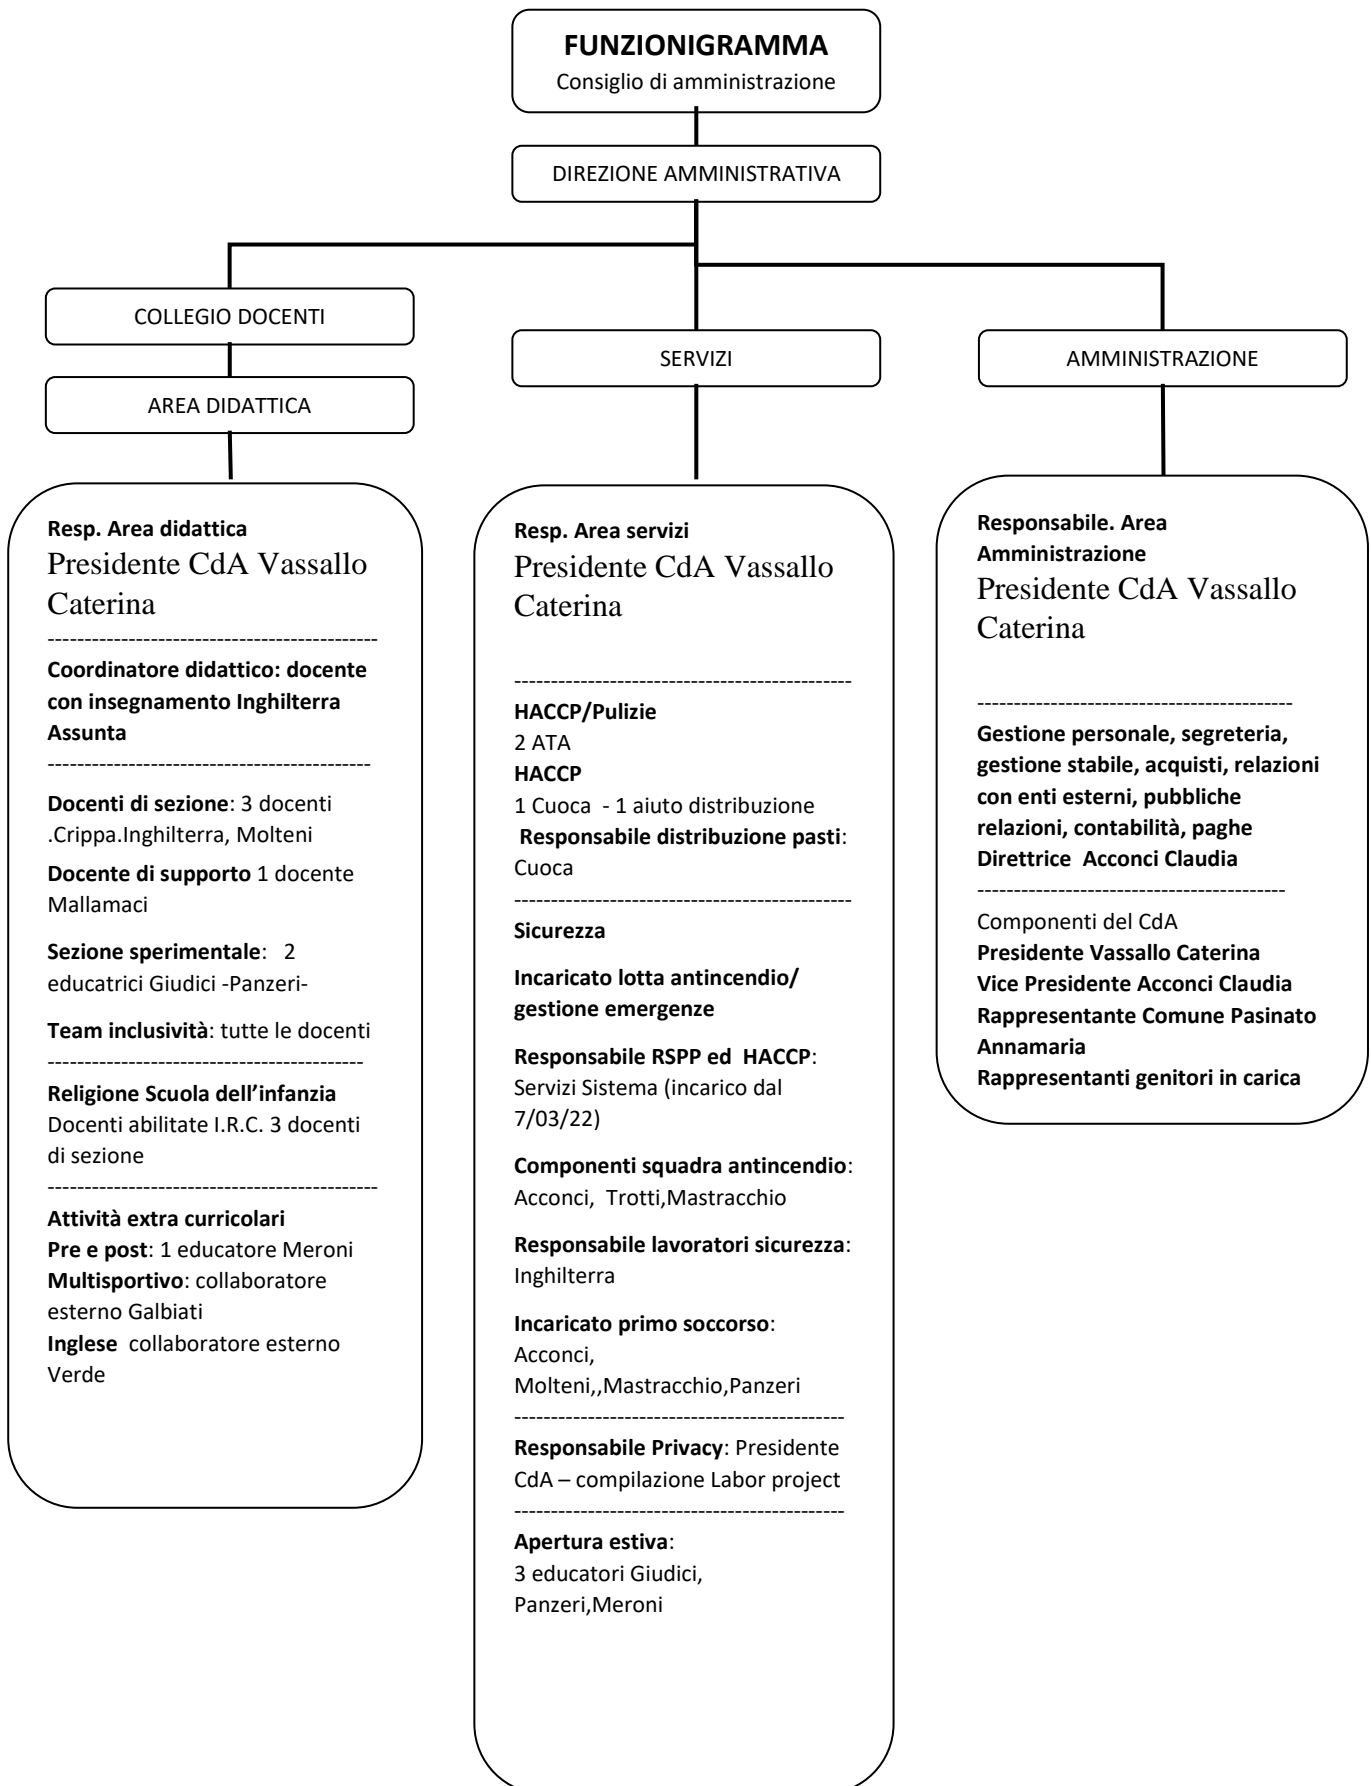 FUNZIONIGRAMMA
Consiglio di amministrazione
DIREZIONE AMMINISTRATIVA
COLLEGIO DOCENTI
AREA DIDATTICA
SERVIZI
AMMINISTRAZIONE
Resp. Area didattica
Presidente CdA Vassallo
Caterina
---------------------------------------------
Coordinatore didattico: docente
con insegnamento Inghilterra
Assunta
--------------------------------------------
Docenti di sezione: 3 docenti
.Crippa.Inghilterra, Molteni
Docente di supporto 1 docente
Mallamaci
Sezione sperimentale:   2
educatrici Giudici -Panzeri-
Team inclusività: tutte le docenti
-------------------------------------------
Religione Scuola dell’infanzia
Docenti abilitate I.R.C. 3 docenti
di sezione
---------------------------------------------
Attività extra curricolari
Pre e post: 1 educatore Meroni
Multisportivo: collaboratore
esterno Galbiati
Inglese  collaboratore esterno
Verde
Resp. Area servizi
Presidente CdA Vassallo
Caterina
----------------------------------------------
HACCP/Pulizie
2 ATA
HACCP
1 Cuoca  - 1 aiuto distribuzione
Responsabile distribuzione pasti:
Cuoca
----------------------------------------------
Sicurezza
Incaricato lotta antincendio/
gestione emergenze
Responsabile RSPP ed  HACCP:
Servizi Sistema (incarico dal
7/03/22)
Componenti squadra antincendio:
Acconci,  Trotti,Mastracchio
Responsabile lavoratori sicurezza:
Inghilterra
Incaricato primo soccorso:
Acconci,
Molteni,,Mastracchio,Panzeri
---------------------------------------------
Responsabile Privacy: Presidente
CdA – compilazione Labor project
---------------------------------------------
Apertura estiva:
3 educatori Giudici,
Panzeri,Meroni
Responsabile. Area
Amministrazione
Presidente CdA Vassallo
Caterina
-------------------------------------------
Gestione personale, segreteria,
gestione stabile, acquisti, relazioni
con enti esterni, pubbliche
relazioni, contabilità, paghe
Direttrice  Acconci Claudia
------------------------------------------
Componenti del CdA
Presidente Vassallo Caterina
Vice Presidente Acconci Claudia
Rappresentante Comune Pasinato
Annamaria
Rappresentanti genitori in carica